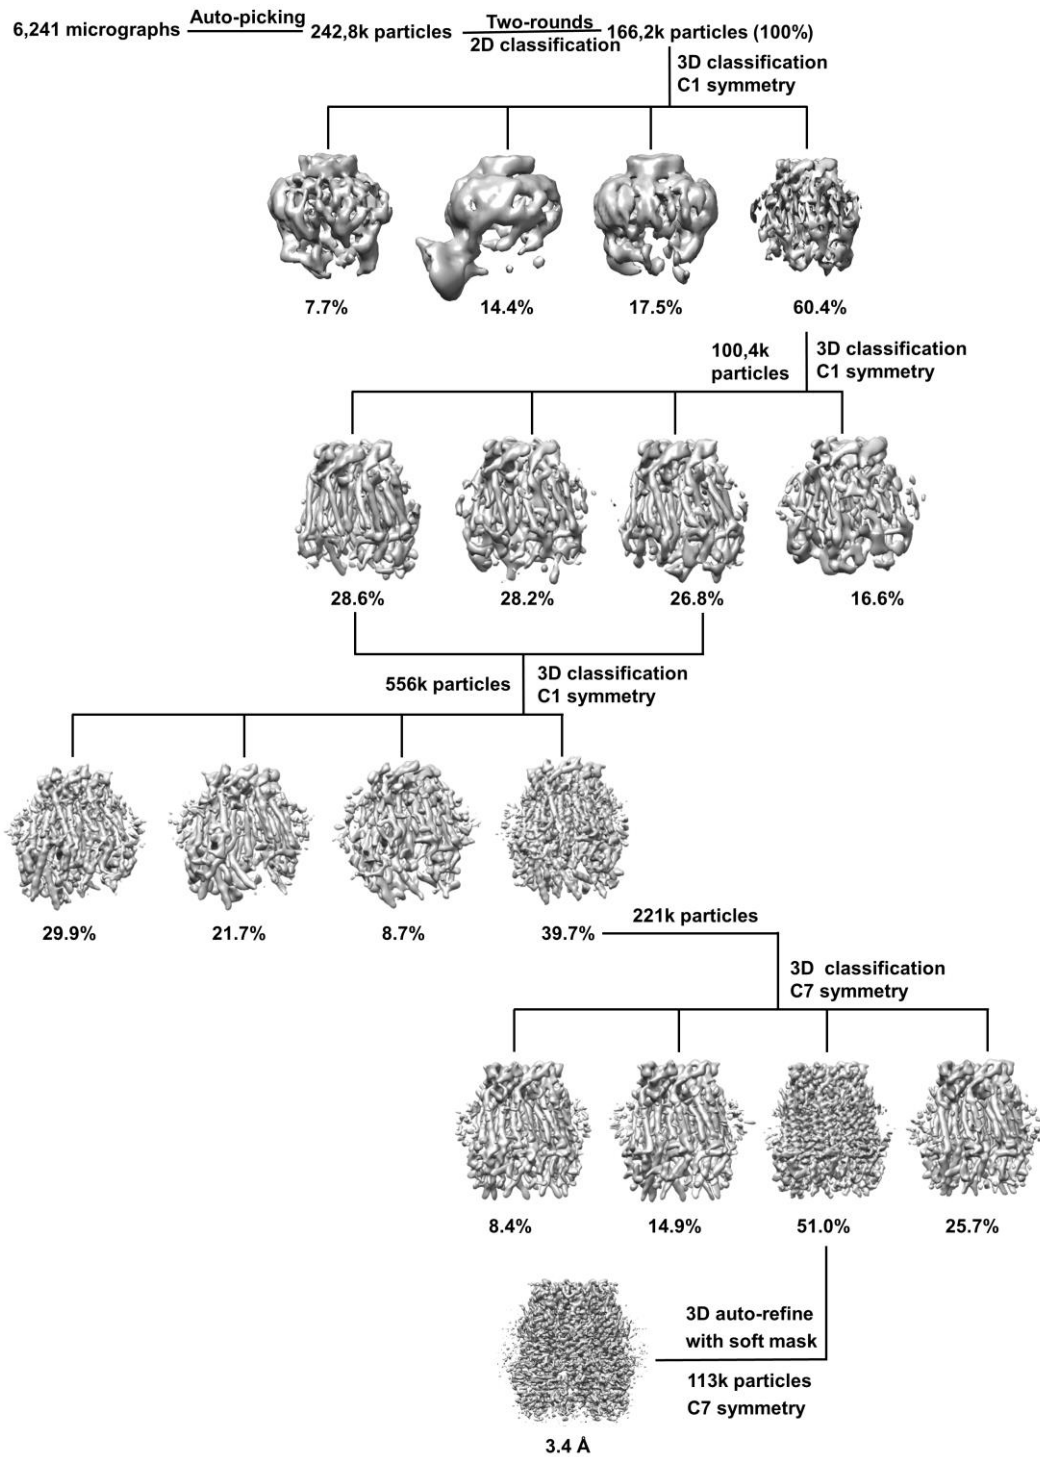 6,241 micrographs
Auto-picking
242,8k particles
Two-rounds
2D classification
166,2k particles (100%)
3D classification
C1 symmetry
7.7%
14.4%
17.5%
60.4%
100,4k
particles
3D classification
C1 symmetry
28.6%
28.2%
26.8%
16.6%
556k particles
3D classification
C1 symmetry
29.9%
21.7%
8.7%
39.7%
221k particles
3D classification
C7 symmetry
8.4%
14.9%
51.0%
25.7%
3D auto-refine
with soft mask
113k particles
C7 symmetry
3.4 Å